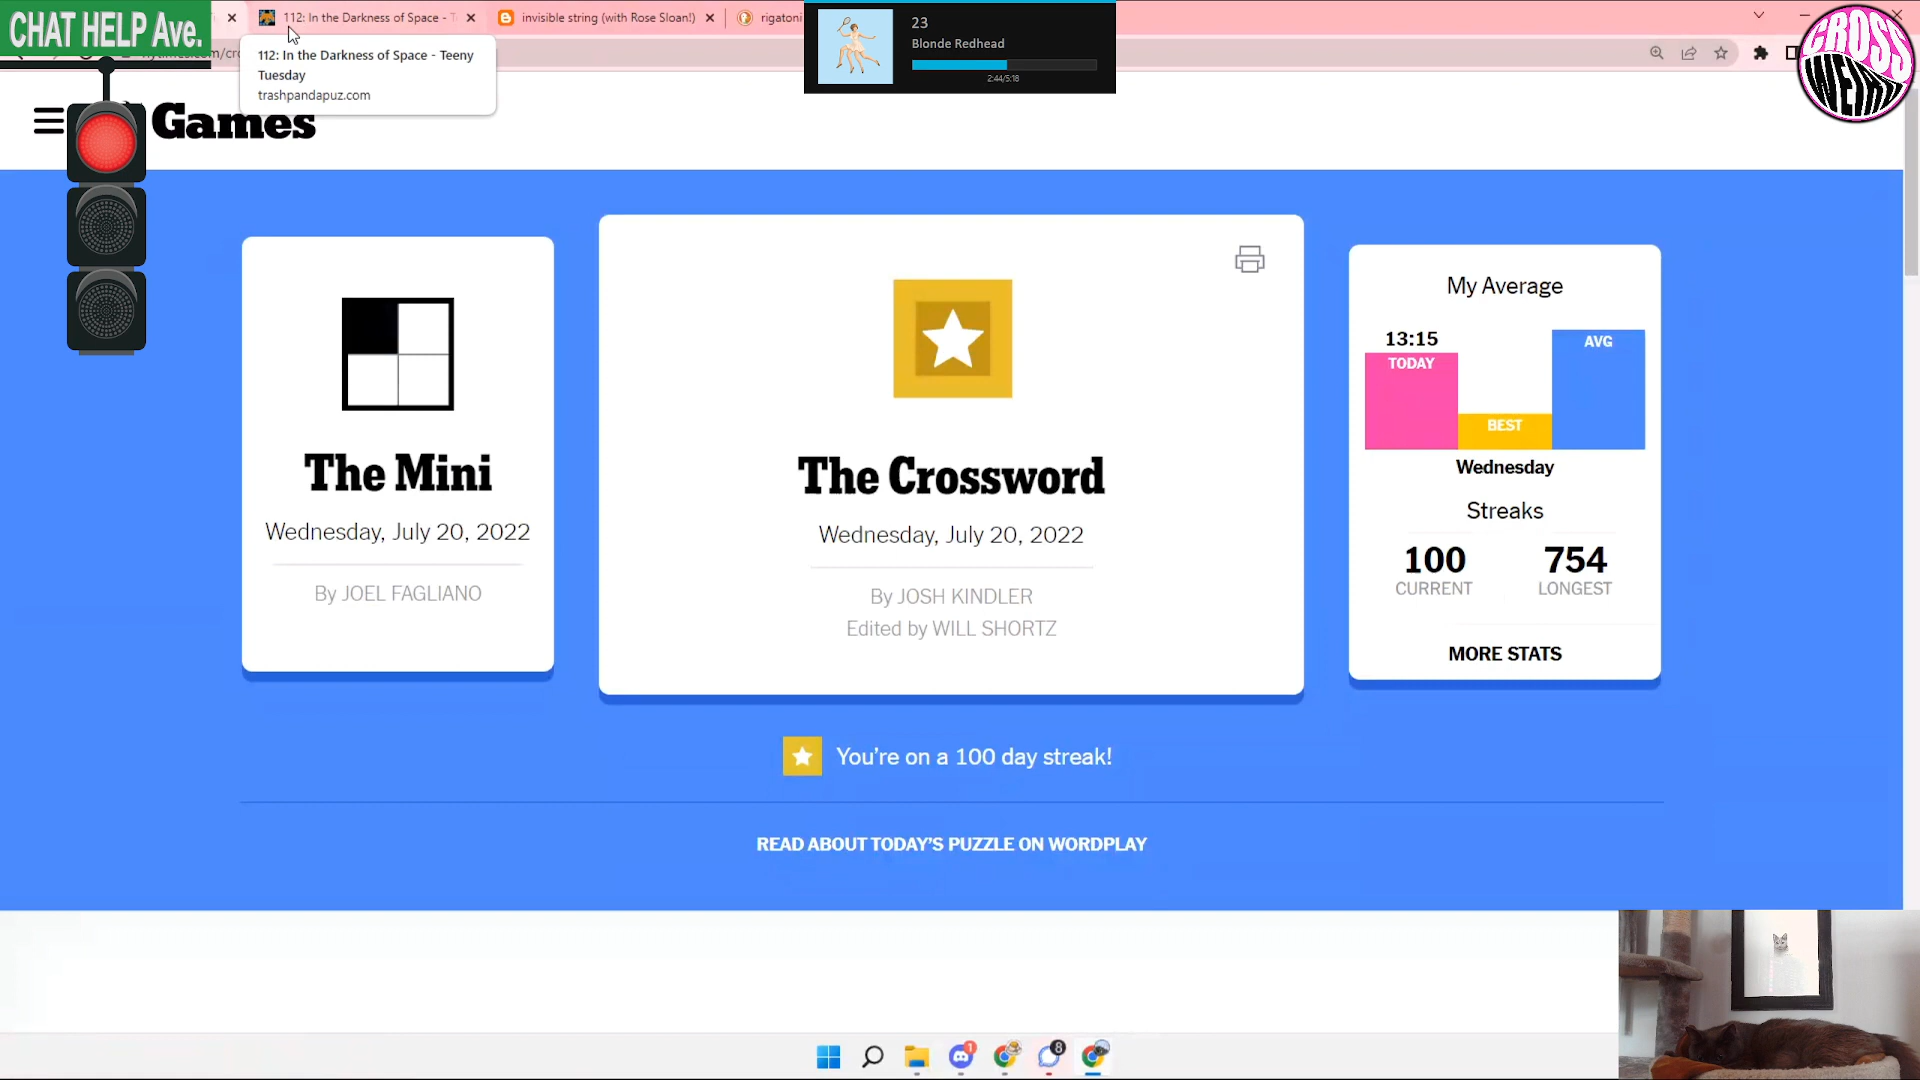 CHAT HELP Ave.
112: In the Darkness of Space - T
invisible string (with Rose Sloan!)
rigatoni
112: In the Darkness of Space - Teeny
Tuesday
trashpandapuz.com
23
Blonde Redhead
2:44/5:18
CROSS
WEIRD
Games
The Mini
Wednesday, July 20, 2022
By JOEL FAGLIANO
The Crossword
Wednesday, July 20, 2022
By JOSH KINDLER
Edited by WILL SHORTZ
My Average
13:15
TODAY
BEST
AVG
Wednesday
Streaks
100
754
CURRENT
LONGEST
MORE STATS
You're on a 100 day streak!
READ ABOUT TODAY'S PUZZLE ON WORDPLAY
1
8